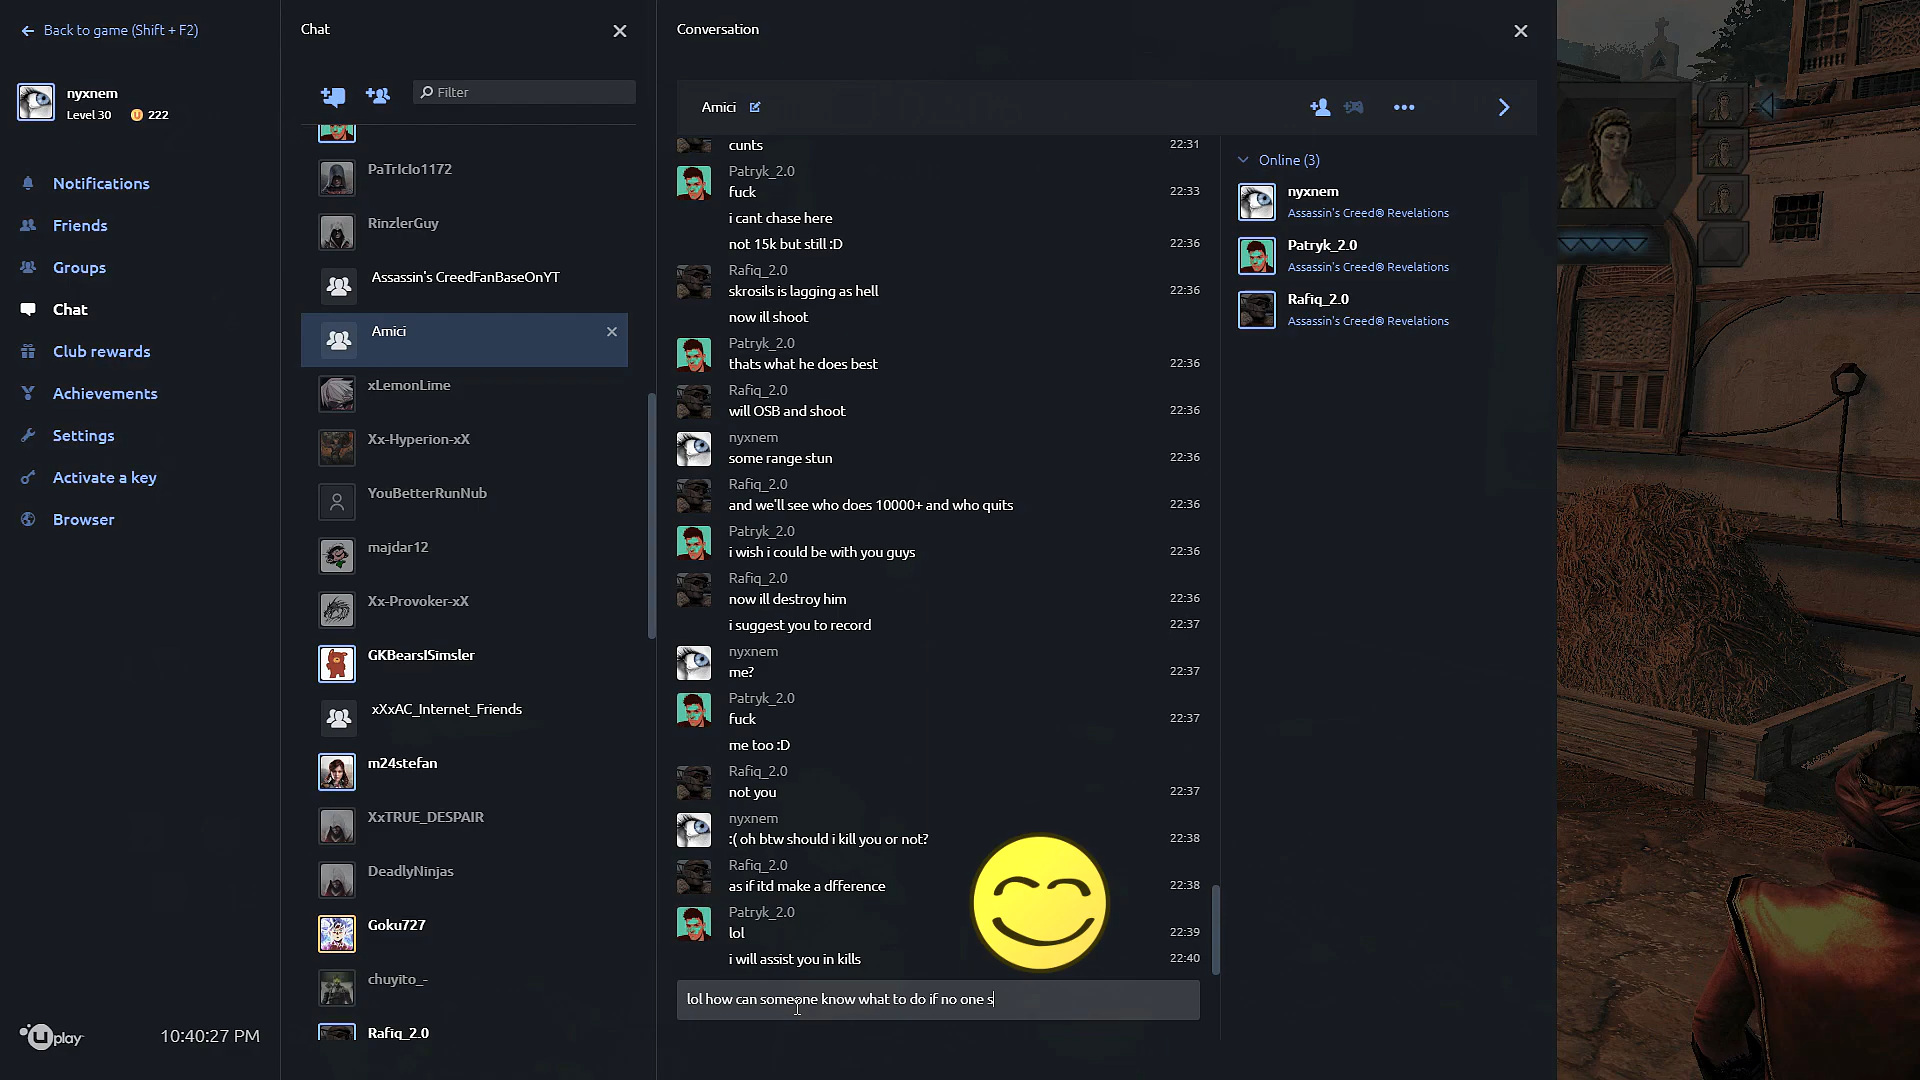 Back to game (Shift + F2)
nyxnem
Level 30
222
Notifications
Friends
Groups
Chat
Club rewards
Achievements
Settings
Activate a key
Browser
uplay
10:40:27 PM
Chat
Filter
PaTrIcIo1172
RinzlerGuy
Assassin's CreedFanBaseOnYT
Amici
xLemonLime
Xx-Hyperion-xX
YouBetterRunNub
majdar12
Xx-Provoker-xX
GKBearsISimsler
xXxAC_Internet_Friends
m24stefan
XxTRUE_DESPAIR
DeadlyNinjas
Goku727
chuyito_-
Rafiq_2.0
Conversation
Amici
cunts 22:31
Patryk_2.0
fuck 22:33
i cant chase here
not 15k but still :D 22:36
Rafiq_2.0
skrosils is lagging as hell 22:36
now ill shoot
Patryk_2.0
thats what he does best 22:36
Rafiq_2.0
will OSB and shoot 22:36
nyxnem
some range stun 22:36
Rafiq_2.0
and we'll see who does 10000+ and who quits 22:36
Patryk_2.0
i wish i could be with you guys 22:36
Rafiq_2.0
now ill destroy him 22:36
i suggest you to record 22:37
nyxnem
me? 22:37
Patryk_2.0
fuck 22:37
me too :D
Rafiq_2.0
not you 22:37
nyxnem
:( oh btw should i kill you or not? 22:38
Rafiq_2.0
as if itd make a dfference 22:38
Patryk_2.0
lol 22:39
i will assist you in kills 22:40
lol how can someone know what to do if no one s
Online (3)
nyxnem
Assassin's Creed® Revelations
Patryk_2.0
Assassin's Creed® Revelations
Rafiq_2.0
Assassin's Creed® Revelations